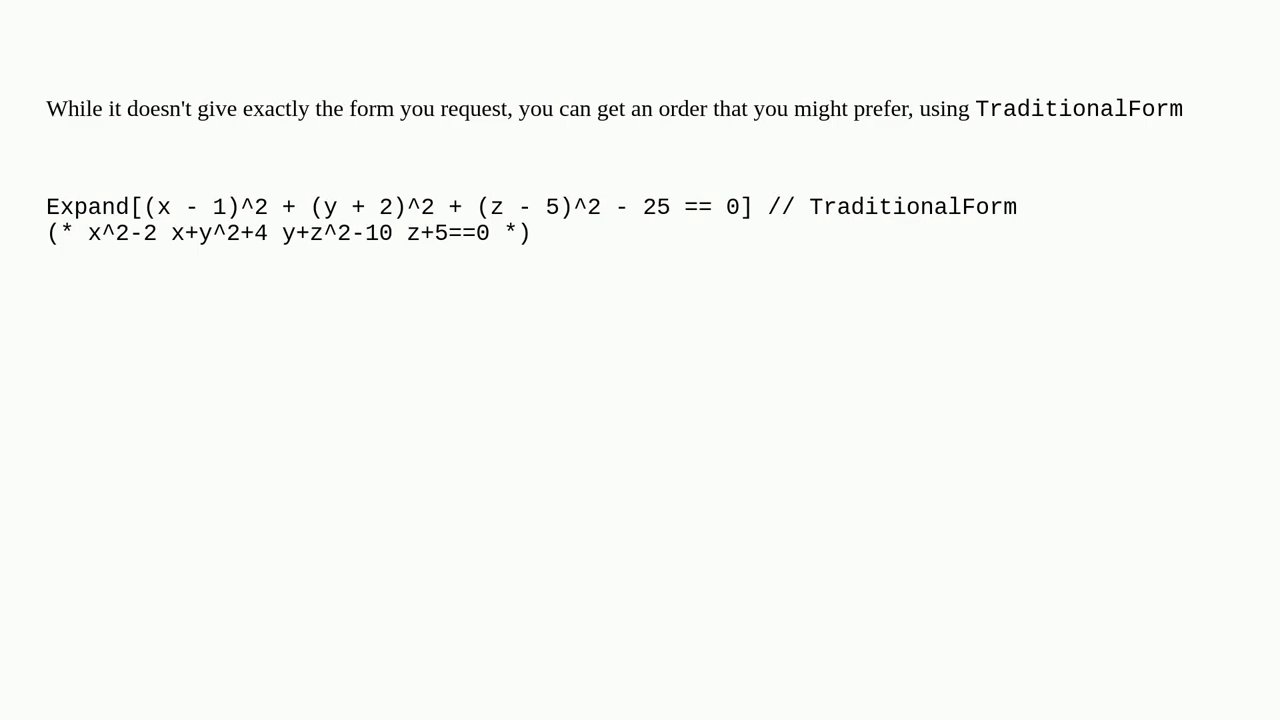 While it doesn't give exactly the form you request, you can get an order that you might prefer, using TraditionalForm
Expand[(x - 1)^2 + (y + 2)^2 + (z - 5)^2 - 25 == 0] // TraditionalForm
(* x^2-2 x+y^2+4 y+z^2-10 z+5==0 *)